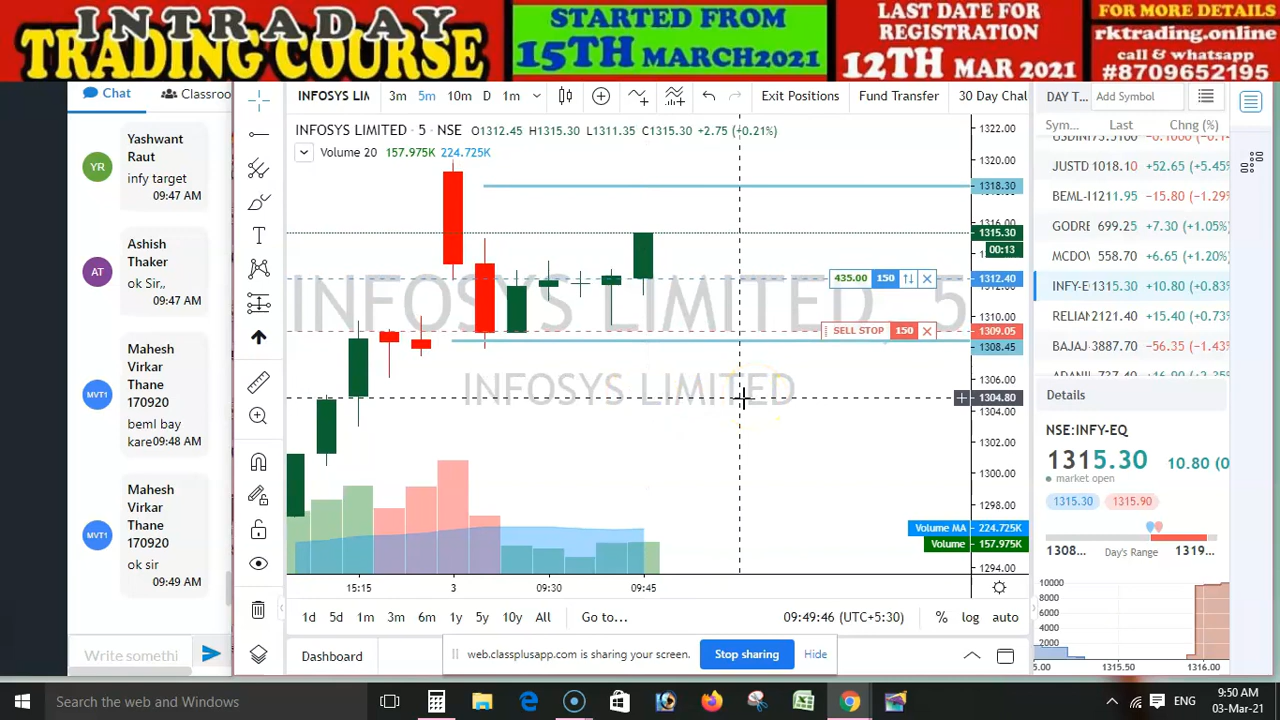 INTRADAY
TRADING COURSE
STARTED FROM
15TH MARCH2021
LAST DATE FOR
REGISTRATION
12TH MAR 2021
FOR MORE DETAILS
rktrading.online
call & whatsapp
#8709652195
Chat
Classroo
YR
Yashwant
Raut
infy target
09:47 AM
AT
Ashish
Thaker
ok Sir,,
09:47 AM
MVT1
Mahesh
Virkar
Thane
170920
beml bay
kare
09:48 AM
MVT1
Mahesh
Virkar
Thane
170920
ok sir
09:49 AM
Write somethi
INFOSYS LIM
3m 5m 10m D 1m
Exit Positions
Fund Transfer
30 Day Chal
INFOSYS LIMITED · 5 · NSE O1312.45 H1315.30 L1311.35 C1315.30 +2.75 (+0.21%)
Volume 20 157.975K 224.725K
INFOSYS LIMITED, 5
INFOSYS LIMITED
435.00 150
SELL STOP 150
1322.00
1320.00
1318.30
1316.00
1315.30
00:13
1312.40
1310.00
1309.05
1308.45
1306.00
1304.80
1304.00
1302.00
1300.00
1298.00
Volume MA 224.725K
Volume 157.975K
1294.00
15:15 3 09:30 09:45
1d 5d 1m 3m 6m 1y 5y 10y All Go to...
09:49:46 (UTC+5:30) % log auto
Dashboard
web.classplusapp.com is sharing your screen.
Stop sharing
Hide
DAY T...
Add Symbol
Sym... Last Chng (%)
JUSTD 1018.10 +52.65 (+5.45%
BEML-I 1211.95 -15.80 (-1.29%
GODRE 699.25 +7.30 (+1.05%
MCDOV 558.70 +6.65 (+1.20%
INFY-E 1315.30 +10.80 (+0.83%
RELIAN 2121.40 +15.40 (+0.73%
BAJAJ- 3887.70 -56.35 (-1.43%
Details
NSE:INFY-EQ
1315.30 10.80 (0
market open
1315.30 1315.90
1308... Day's Range 1319...
10000
8000
6000
4000
2000
5.00 1315.50 1316.00
Search the web and Windows
ENG
9:50 AM
03-Mar-21